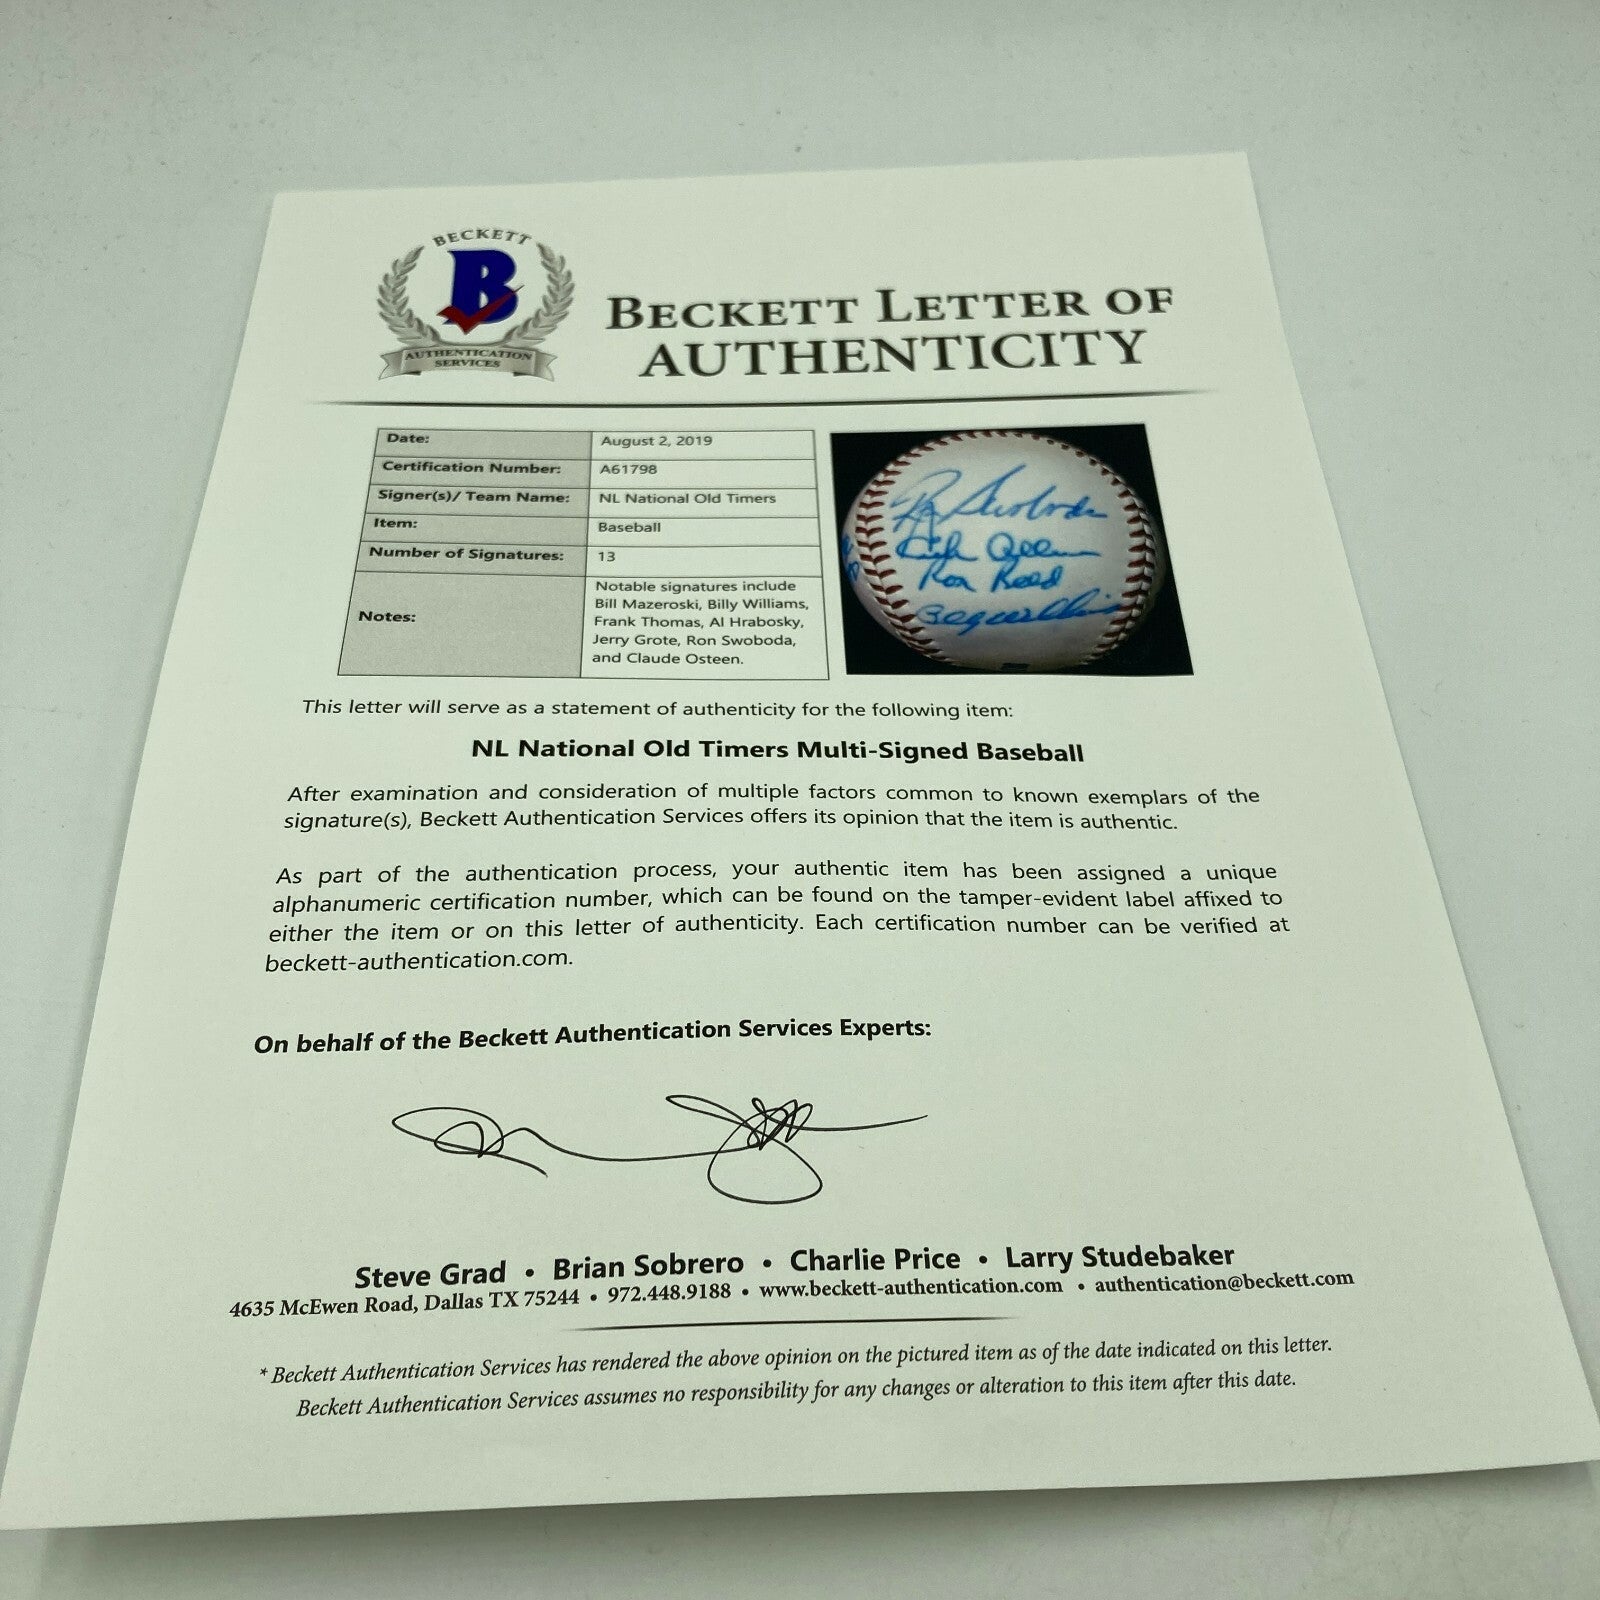 BECKETT
B
AUTHENTICATION
SERVICES
BECKETT LETTER OF
AUTHENTICITY
Date: August 2, 2019
Certification Number: A61798
Signer(s)/ Team Name: NL National Old Timers
Item: Baseball
Number of Signatures: 13
Notes: Notable signatures include
Bill Mazeroski, Billy Williams,
Frank Thomas, Al Hrabosky,
Jerry Grote, Ron Swoboda,
and Claude Osteen.
Ron Swoboda
Rich Allen
Ron Reed
This letter will serve as a statement of authenticity for the following item:
NL National Old Timers Multi-Signed Baseball
After examination and consideration of multiple factors common to known exemplars of the
signature(s), Beckett Authentication Services offers its opinion that the item is authentic.
As part of the authentication process, your authentic item has been assigned a unique
alphanumeric certification number, which can be found on the tamper-evident label affixed to
either the item or on this letter of authenticity. Each certification number can be verified at
beckett-authentication.com.
On behalf of the Beckett Authentication Services Experts:
Steve Grad • Brian Sobrero • Charlie Price • Larry Studebaker
4635 McEwen Road, Dallas TX 75244 • 972.448.9188 • www.beckett-authentication.com • authentication@beckett.com
* Beckett Authentication Services has rendered the above opinion on the pictured item as of the date indicated on this letter.
Beckett Authentication Services assumes no responsibility for any changes or alteration to this item after this date.